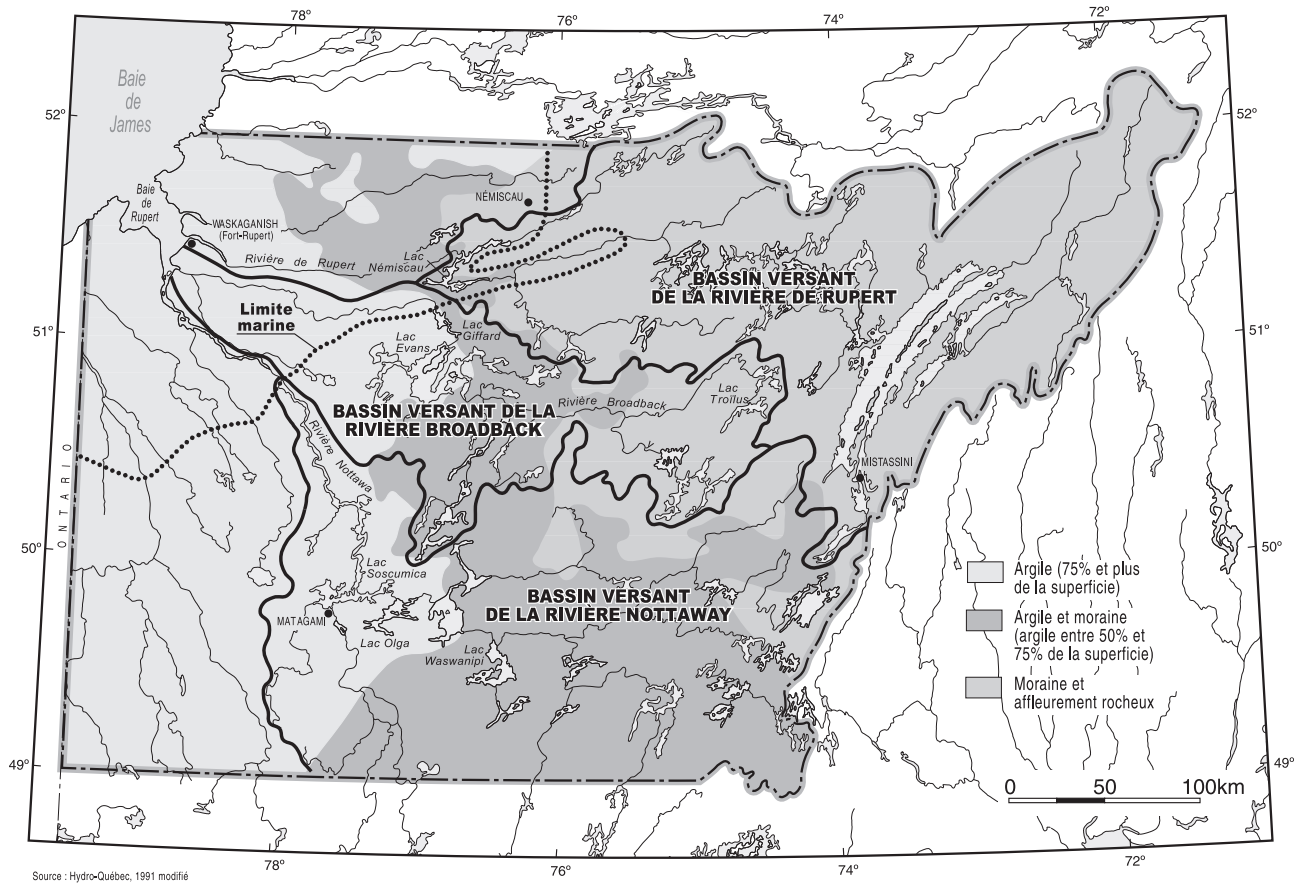 78°
76°
74°
72°
Baie
de
James
52°
52°
Baie
de
Rupert
NÉMISCAU
WASKAGANISH
(Fort-Rupert)
Rivière de Rupert
Lac
Némiscau
BASSIN VERSANT
DE LA RIVIÈRE DE RUPERT
Limite
marine
51°
51°
Lac
Giffard
Lac
Evans
Lac
Troïlus
Rivière Broadback
BASSIN VERSANT DE LA
RIVIÈRE BROADBACK
Rivière Nottawa
MISTASSINI
ONTARIO
50°
50°
Lac
Soscumica
BASSIN VERSANT
DE LA RIVIÈRE NOTTAWAY
MATAGAMI
Lac Olga
Lac
Waswanipi
Argile (75% et plus
de la superficie)
Argile et moraine
(argile entre 50% et
75% de la superficie)
Moraine et
affleurement rocheux
49°
49°
0 50 100km
78°
76°
74°
72°
Source : Hydro-Québec, 1991 modifié